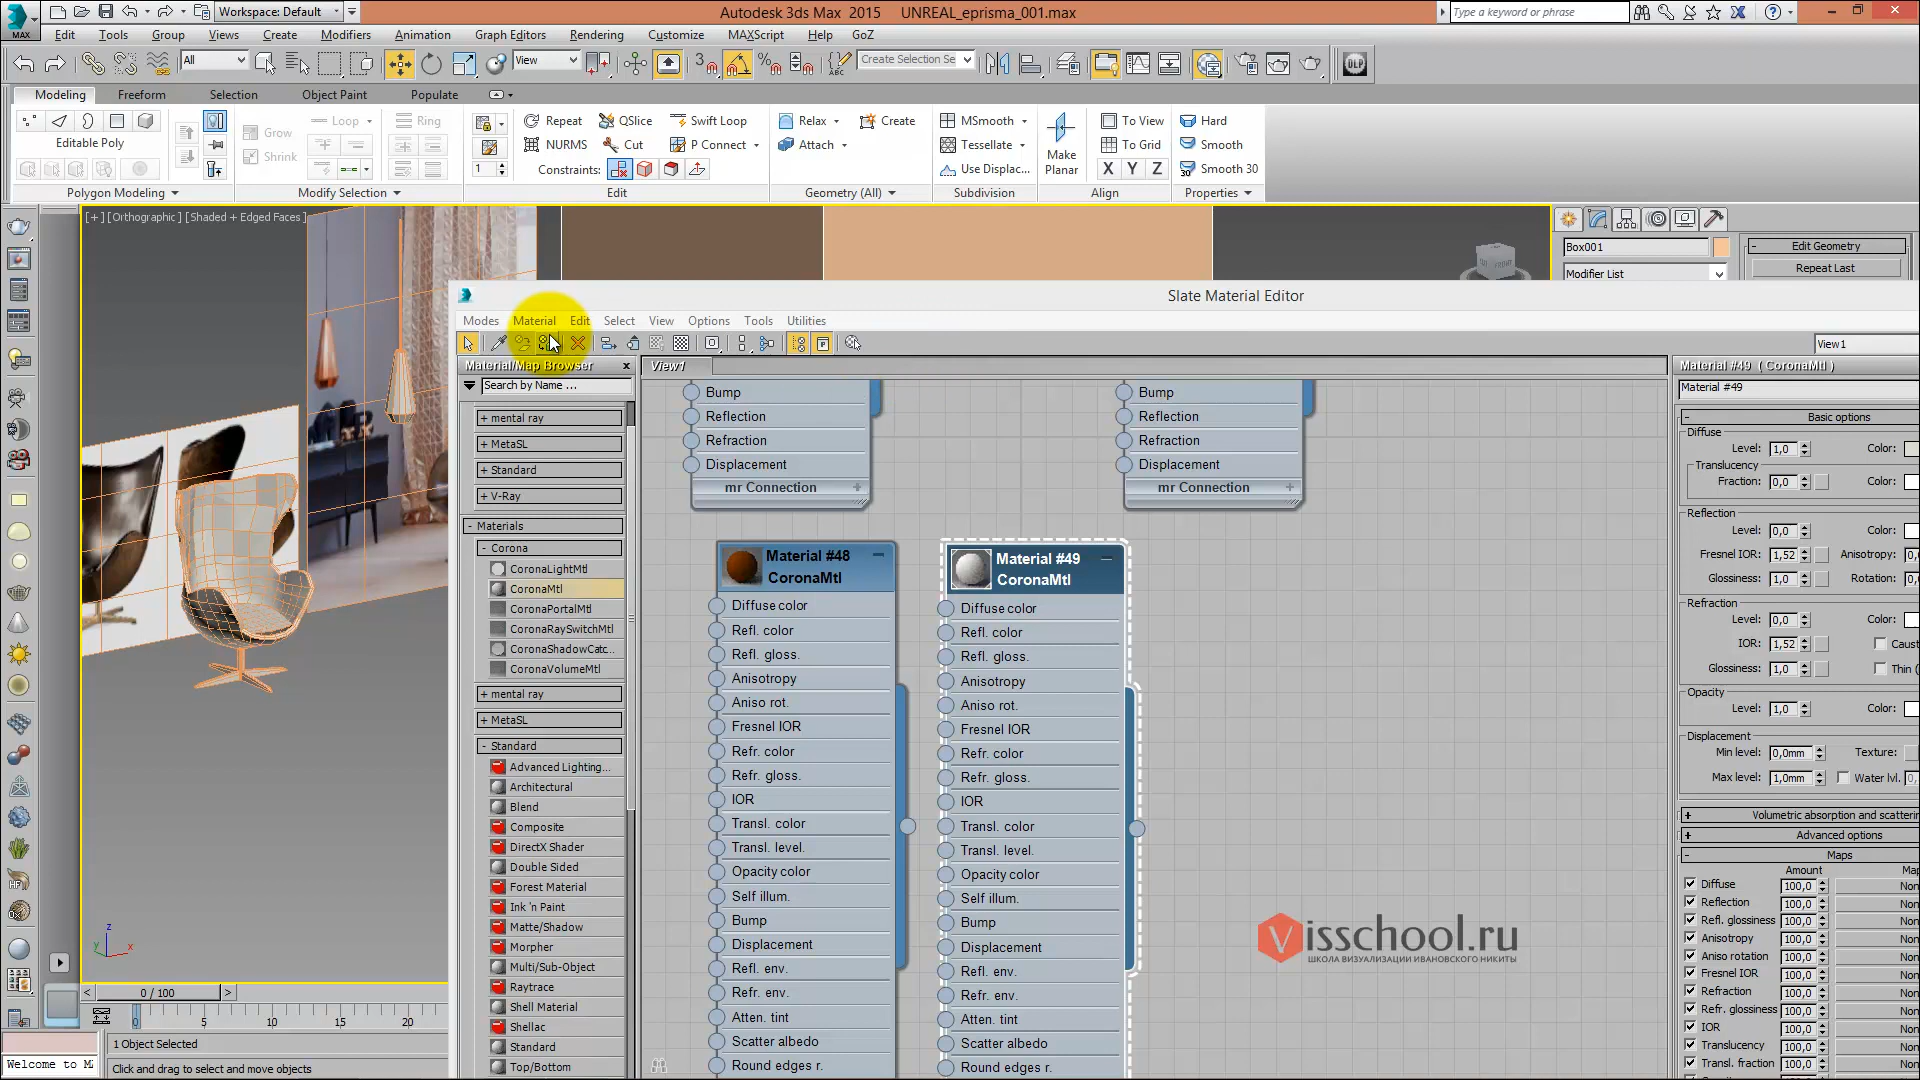 Workspace: Default
Autodesk 3ds Max 2015 UNREAL_eprisma_001.max
Type a keyword or phrase
MAX
Edit Tools Group Views Create Modifiers Animation Graph Editors Rendering Customize MAXScript Help GoZ
All
View
Create Selection Se
Modeling Freeform Selection Object Paint Populate
Editable Poly
Polygon Modeling
Loop Ring
Grow
Shrink
Modify Selection
Repeat QSlice Swift Loop
NURMS Cut P Connect
1 Constraints:
Edit
Relax Create
Attach
Geometry (All)
MSmooth
Tessellate
Use Displac...
Subdivision
Make
Planar
To View
To Grid
X Y Z
Align
Hard
Smooth
Smooth 30
Properties
[+] [Orthographic] [Shaded + Edged Faces]
Box001
Modifier List
Edit Geometry
Repeat Last
Slate Material Editor
Modes Material Edit Select View Options Tools Utilities
View1
Material/Map Browser x
Search by Name ...
+ mental ray
+ MetaSL
+ Standard
+ V-Ray
- Materials
- Corona
CoronaLightMtl
CoronaMtl
CoronaPortalMtl
CoronaRaySwitchMtl
CoronaShadowCatc...
CoronaVolumeMtl
+ mental ray
+ MetaSL
- Standard
Advanced Lighting...
Architectural
Blend
Composite
DirectX Shader
Double Sided
Forest Material
Ink 'n Paint
Matte/Shadow
Morpher
Multi/Sub-Object
Raytrace
Shell Material
Shellac
Standard
Top/Bottom
View1
Bump
Reflection
Refraction
Displacement
mr Connection +
Bump
Reflection
Refraction
Displacement
mr Connection +
Material #48
CoronaMtl
Diffuse color
Refl. color
Refl. gloss.
Anisotropy
Aniso rot.
Fresnel IOR
Refr. color
Refr. gloss.
IOR
Transl. color
Transl. level.
Opacity color
Self illum.
Bump
Displacement
Refl. env.
Refr. env.
Atten. tint
Scatter albedo
Round edges r.
Material #49
CoronaMtl
Diffuse color
Refl. color
Refl. gloss.
Anisotropy
Aniso rot.
Fresnel IOR
Refr. color
Refr. gloss.
IOR
Transl. color
Transl. level.
Opacity color
Self illum.
Bump
Displacement
Refl. env.
Refr. env.
Atten. tint
Scatter albedo
Round edges r.
Material #49 ( CoronaMtl )
Material #49
Basic options
Diffuse
Level: 1,0 Color:
Translucency
Fraction: 0,0 Color:
Reflection
Level: 0,0 Color:
Fresnel IOR: 1,52 Anisotropy: 0,
Glossiness: 1,0 Rotation: 0,
Refraction
Level: 0,0 Color:
IOR: 1,52 Caust
Glossiness: 1,0 Thin (
Opacity
Level: 1,0 Color:
Displacement
Min level: 0,0mm Texture:
Max level: 1,0mm Water lvl.
+ Volumetric absorption and scatterin
+ Advanced options
- Maps
Amount Map
Diffuse 100,0 Non
Reflection 100,0 Non
Refl. glossiness 100,0 Non
Anisotropy 100,0 Non
Aniso rotation 100,0 Non
Fresnel IOR 100,0 Non
Refraction 100,0 Non
Refr. glossiness 100,0 Non
IOR 100,0 Non
Translucency 100,0 Non
Transl. fraction 100,0 Non
Visschool.ru
ШКОЛА ВИЗУАЛИЗАЦИИ ИВАНОВСКОГО НИКИТЫ
z
y x
< 0 / 100 >
0 5 10 15 20
1 Object Selected
Welcome to M
Click and drag to select and move objects